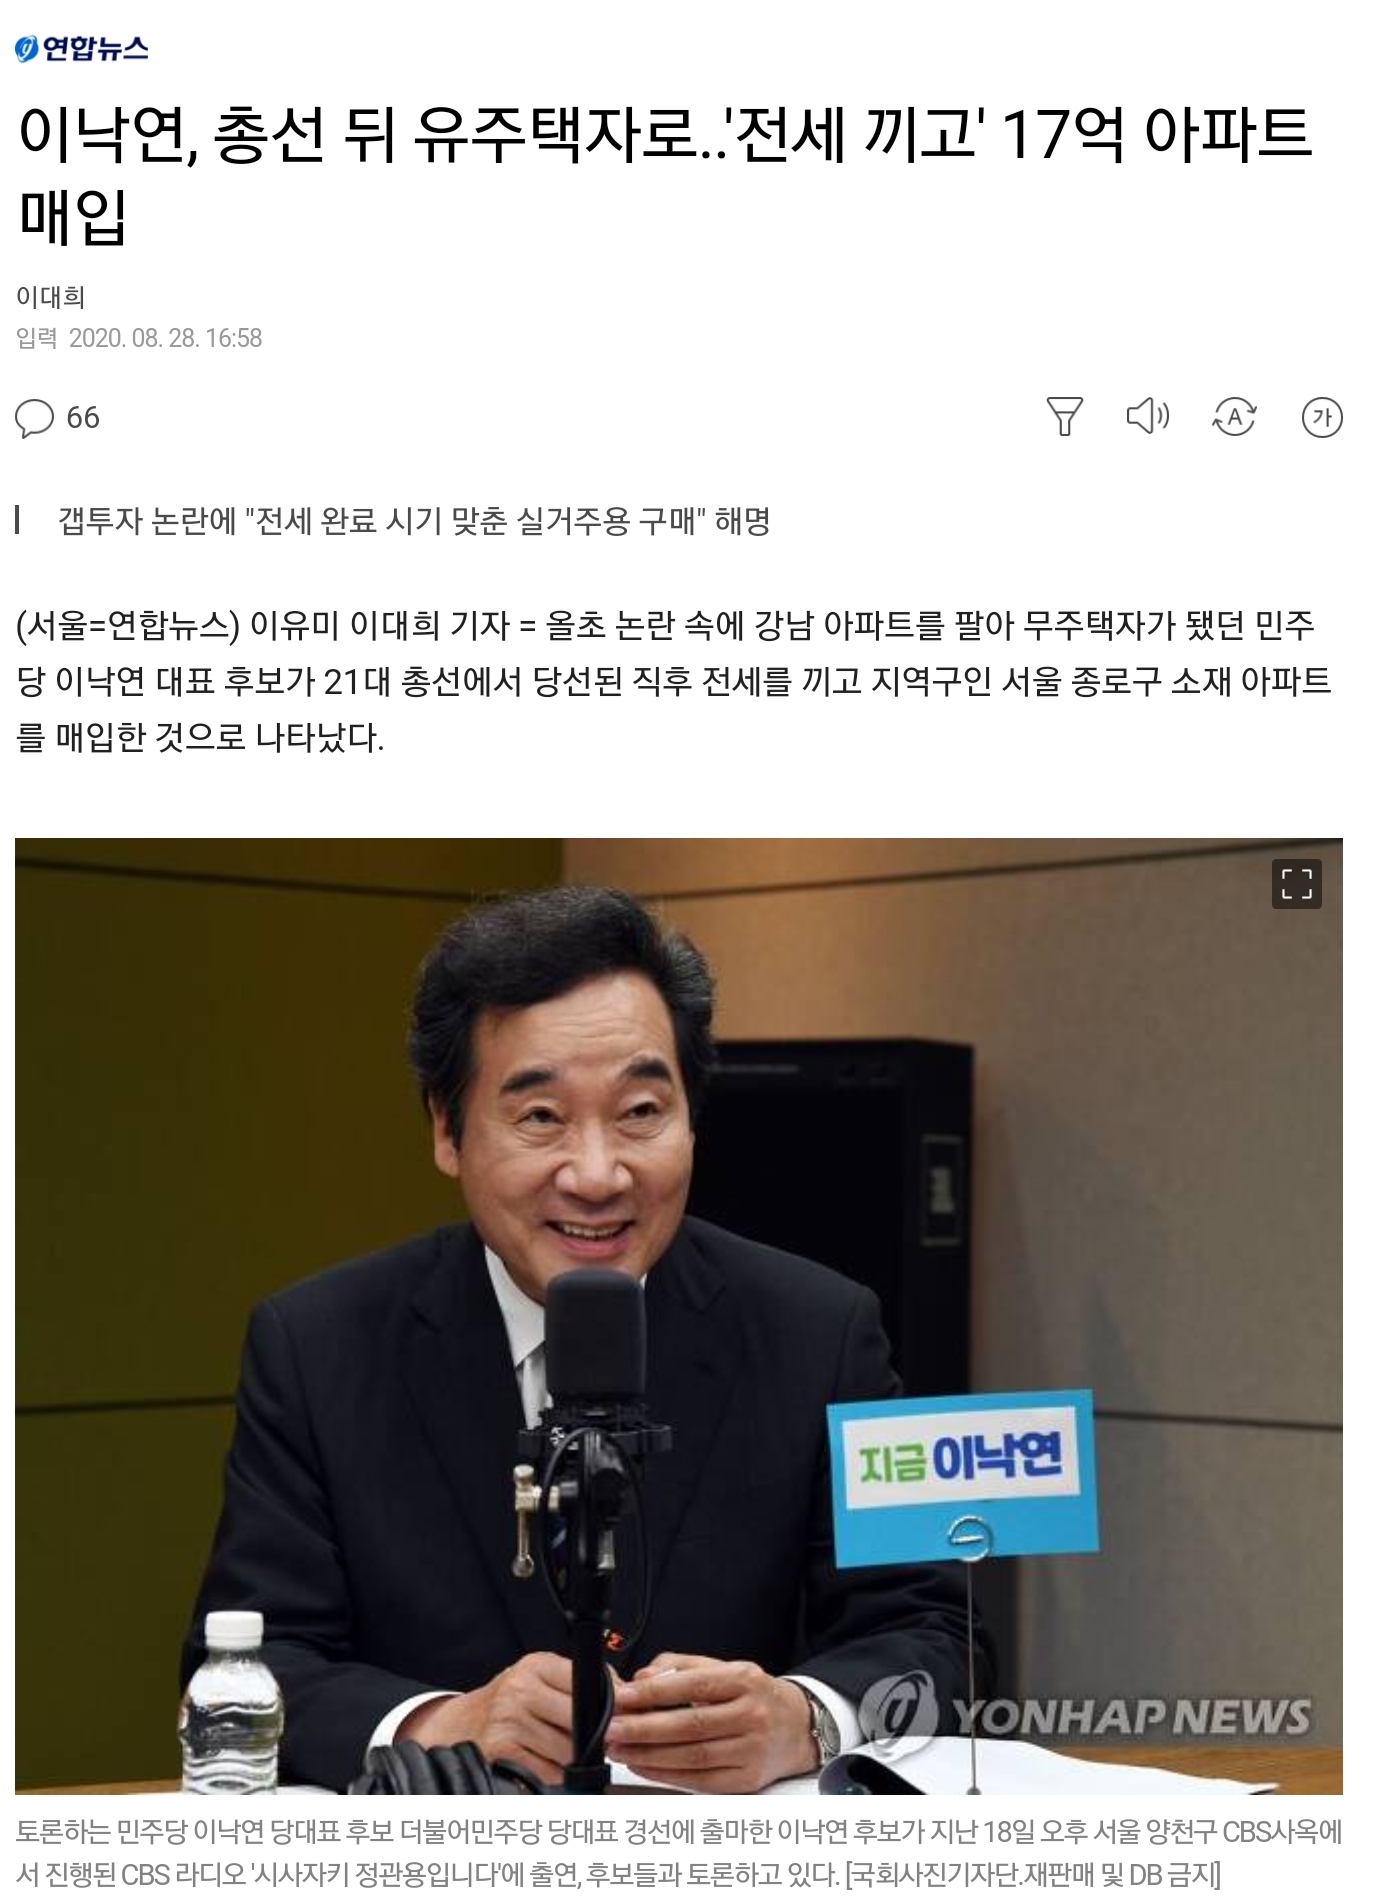 연합뉴스
이낙연, 총선 뒤 유주택자로..'전세 끼고' 17억 아파트
매입
이대희
입력 2020. 08. 28. 16:58
66
A
가
갭투자 논란에 "전세 완료 시기 맞춘 실거주용 구매" 해명
(서울=연합뉴스) 이유미 이대희 기자 = 올초 논란 속에 강남 아파트를 팔아 무주택자가 됐던 민주
당 이낙연 대표 후보가 21대 총선에서 당선된 직후 전세를 끼고 지역구인 서울 종로구 소재 아파트
를 매입한 것으로 나타났다.
지금 이낙연
YONHAP NEWS
토론하는 민주당 이낙연 당대표 후보 더불어민주당 당대표 경선에 출마한 이낙연 후보가 지난 18일 오후 서울 양천구 CBS사옥에
서 진행된 CBS 라디오 '시사자키 정관용입니다'에 출연, 후보들과 토론하고 있다. [국회사진기자단.재판매 및 DB 금지]